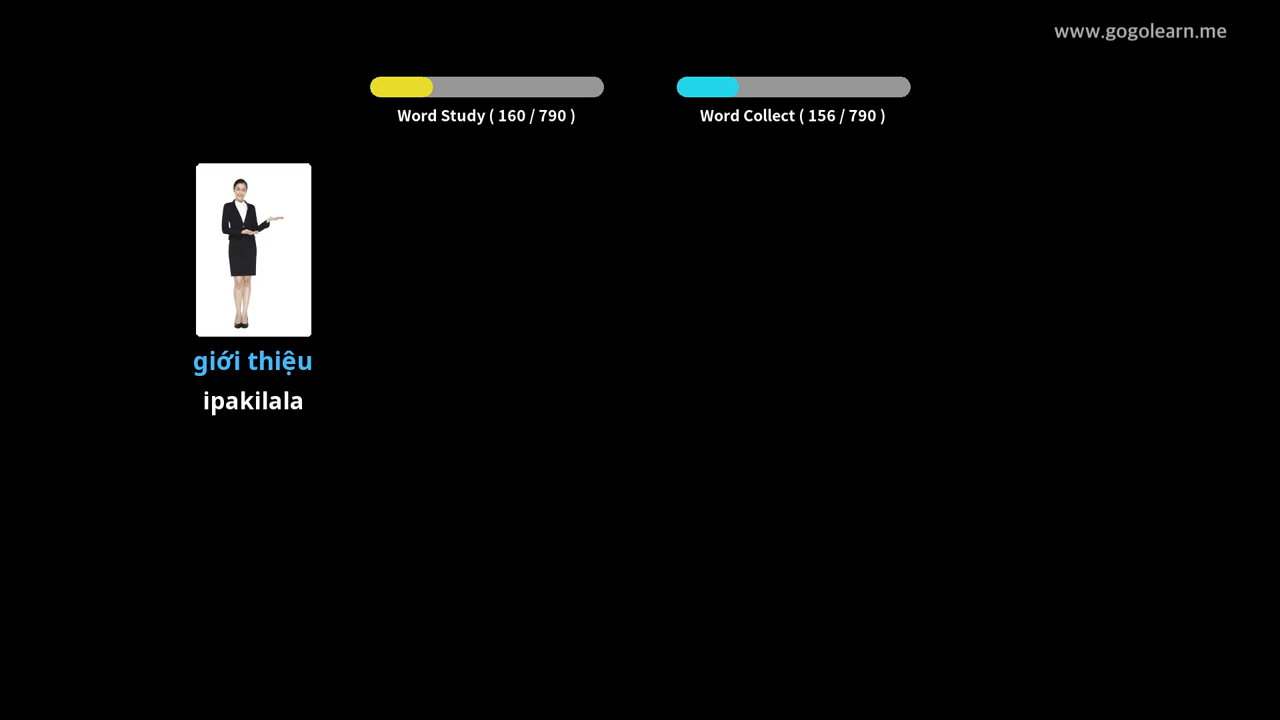 www.gogolearn.me
Word Study ( 160 / 790 )
Word Collect ( 156 / 790 )
giới thiệu
ipakilala